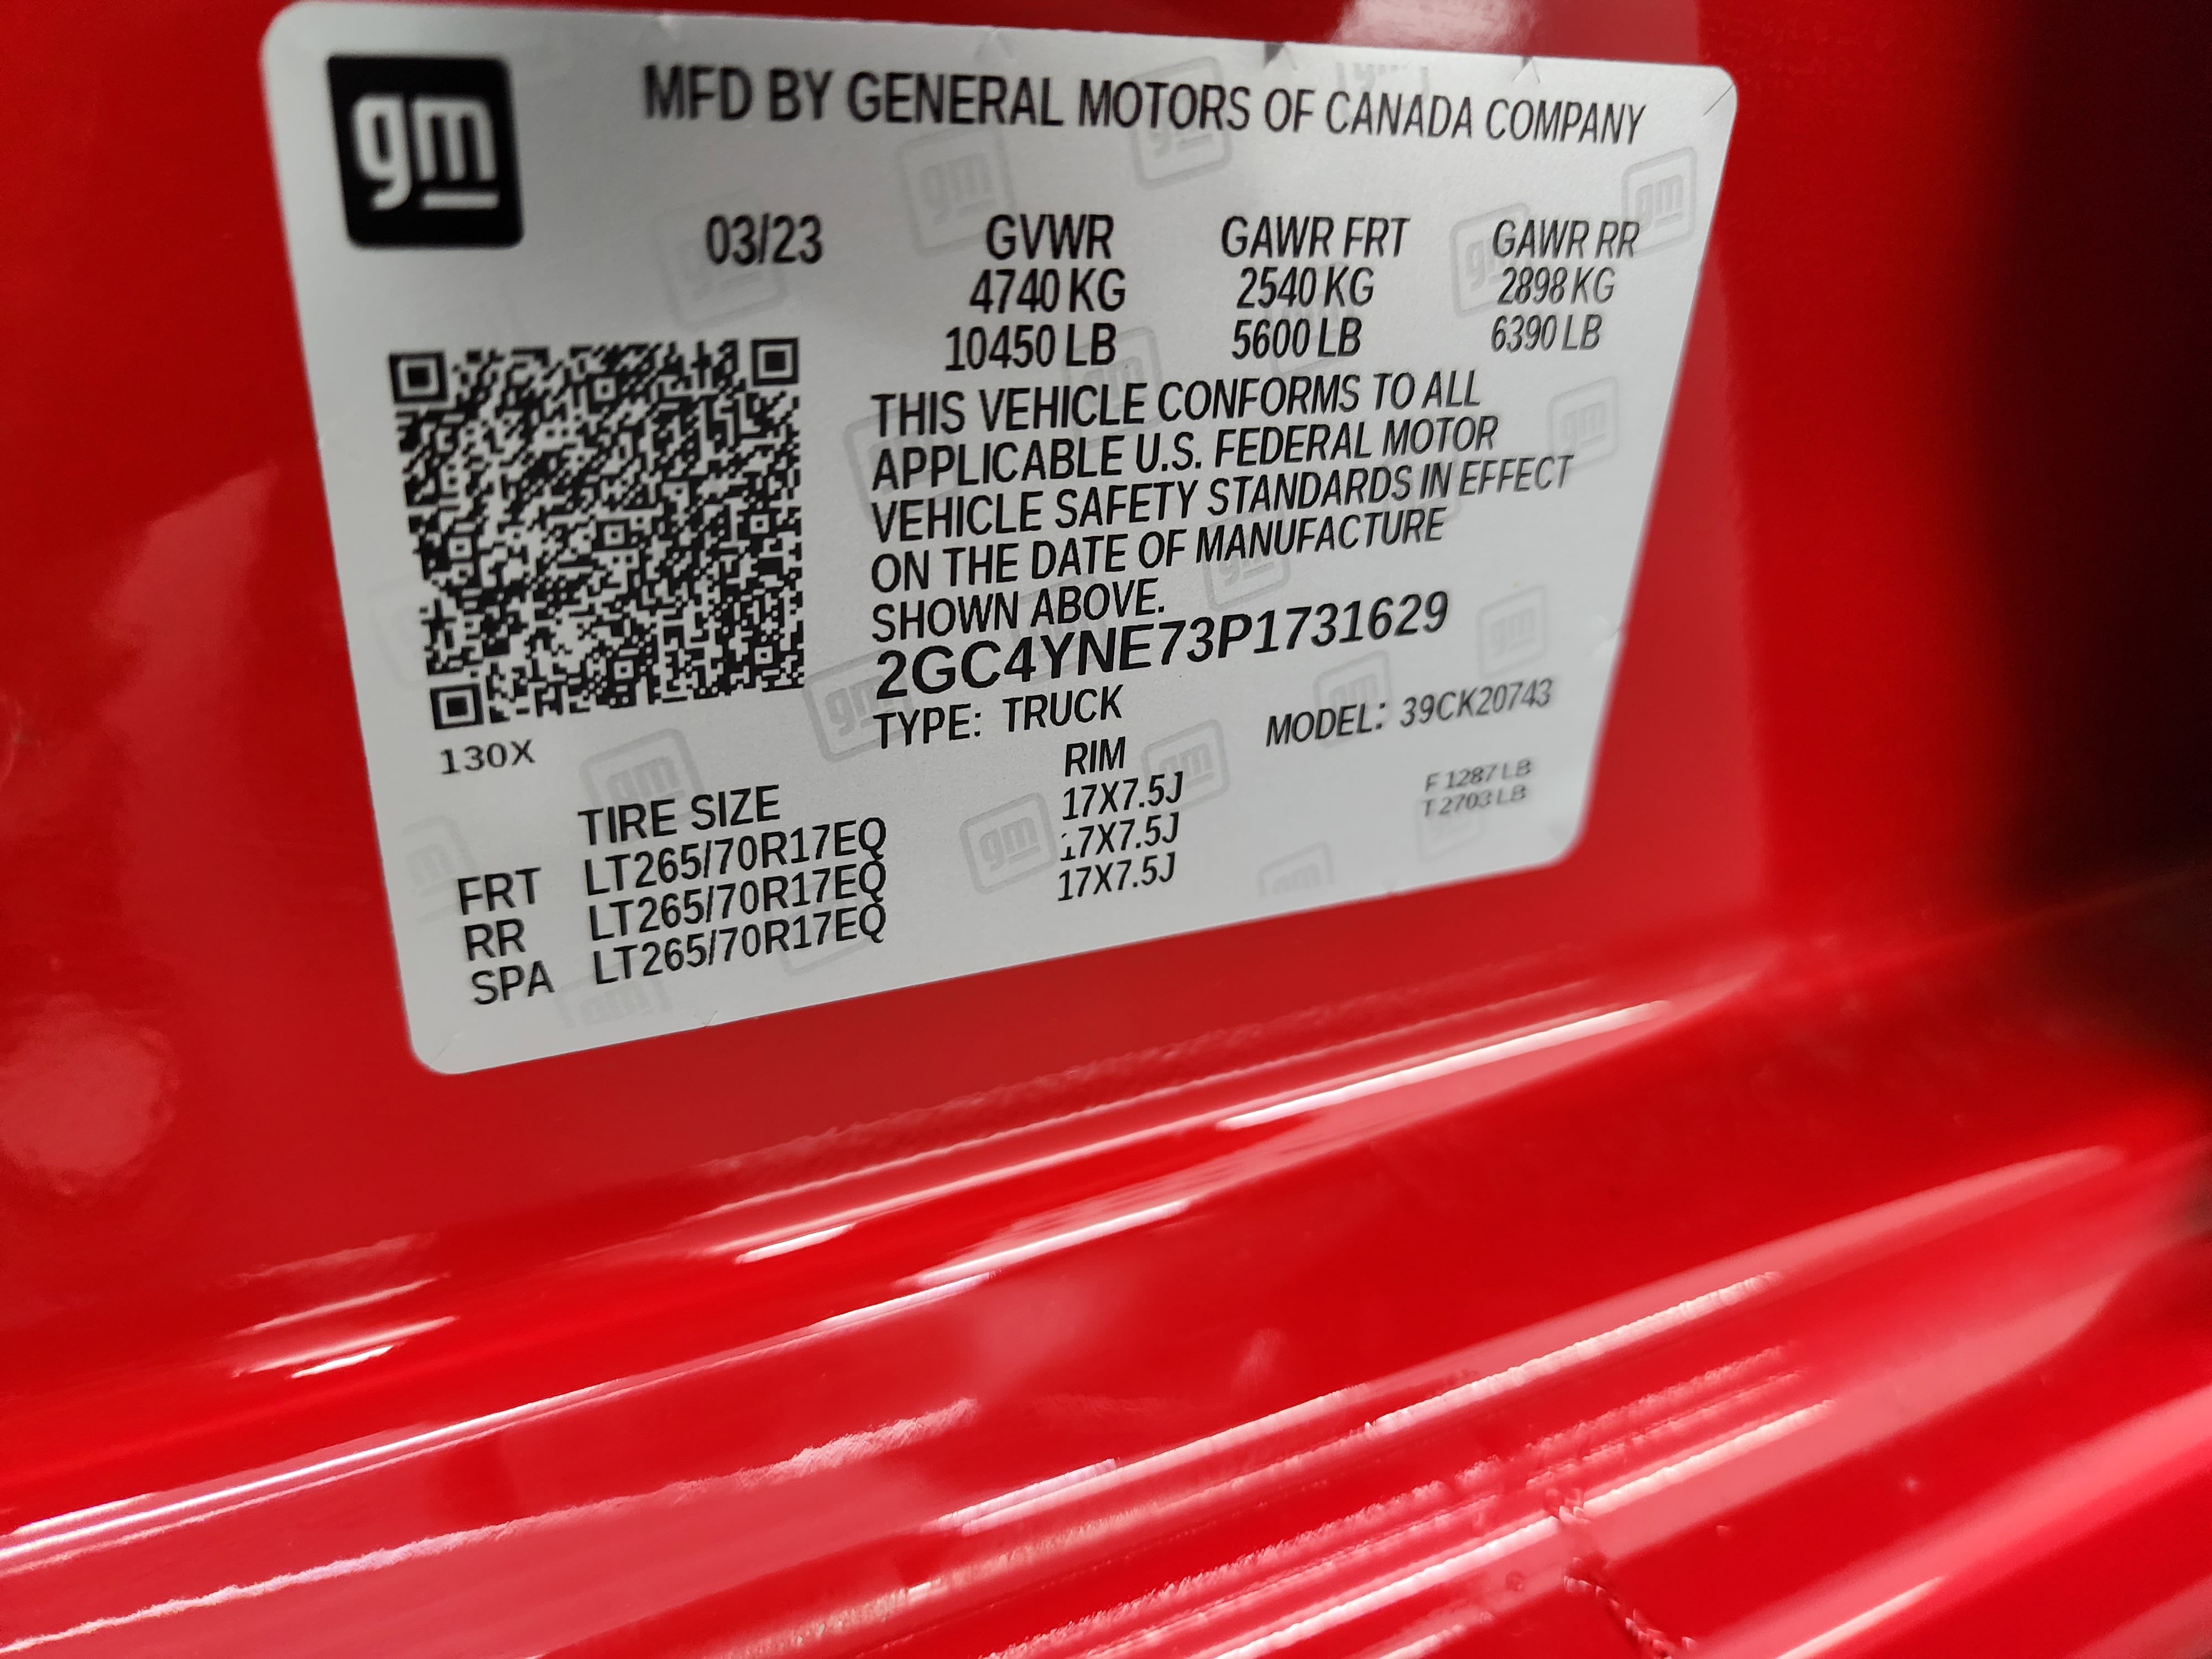 gm
MFD BY GENERAL MOTORS OF CANADA COMPANY
03/23 GVWR GAWR FRT GAWR RR
4740 KG 2540 KG 2898 KG
10450 LB 5600 LB 6390 LB
THIS VEHICLE CONFORMS TO ALL
APPLICABLE U.S. FEDERAL MOTOR
VEHICLE SAFETY STANDARDS IN EFFECT
ON THE DATE OF MANUFACTURE
SHOWN ABOVE.
2GC4YNE73P1731629
TYPE: TRUCK MODEL: 39CK20743
130X
TIRE SIZE RIM
FRT LT265/70R17EQ 17X7.5J
RR LT265/70R17EQ 17X7.5J
SPA LT265/70R17EQ 17X7.5J
F 1287 LB
T 2703 LB